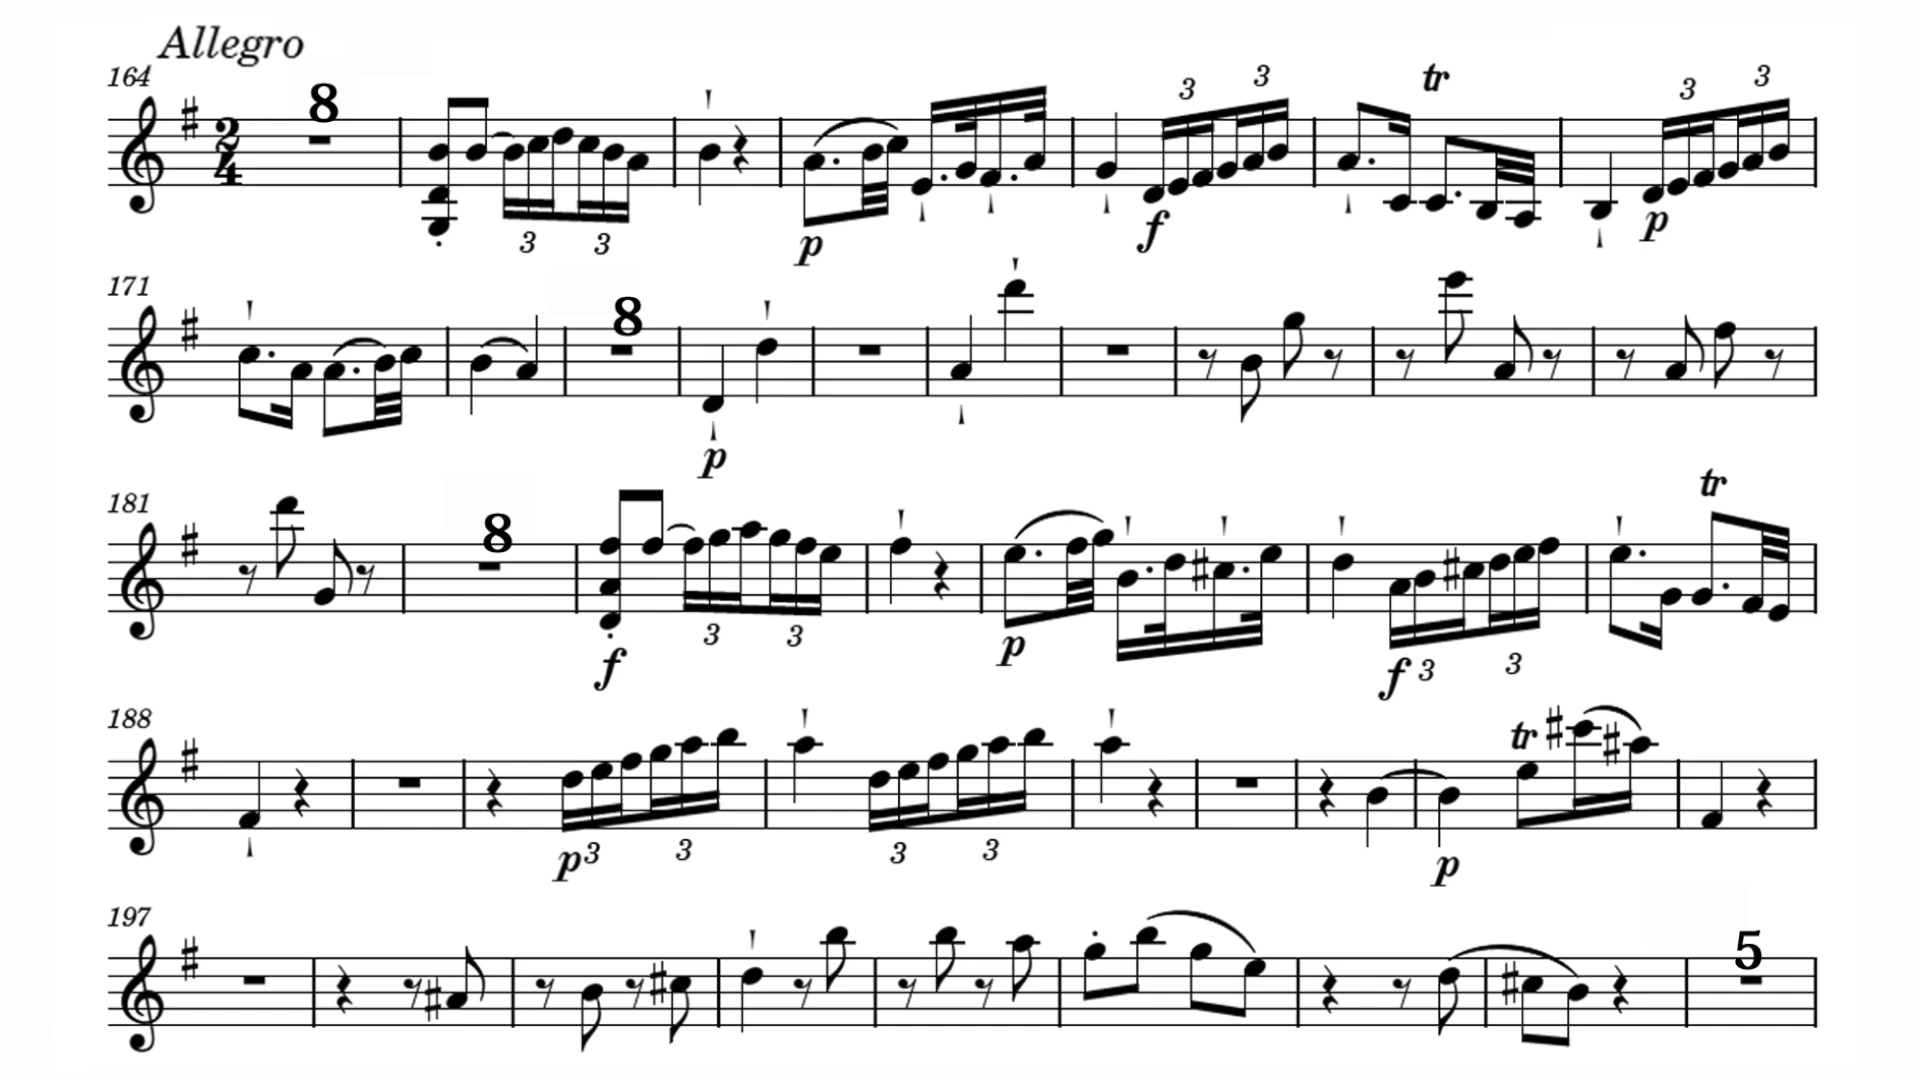 Allegro
164
8
3 3 tr 3
2
4
3 3 p f p
3 3
171
8
p
181
8
tr
f 3 3 p f 3 3
188
tr
p 3 3 3 3 p
197
5